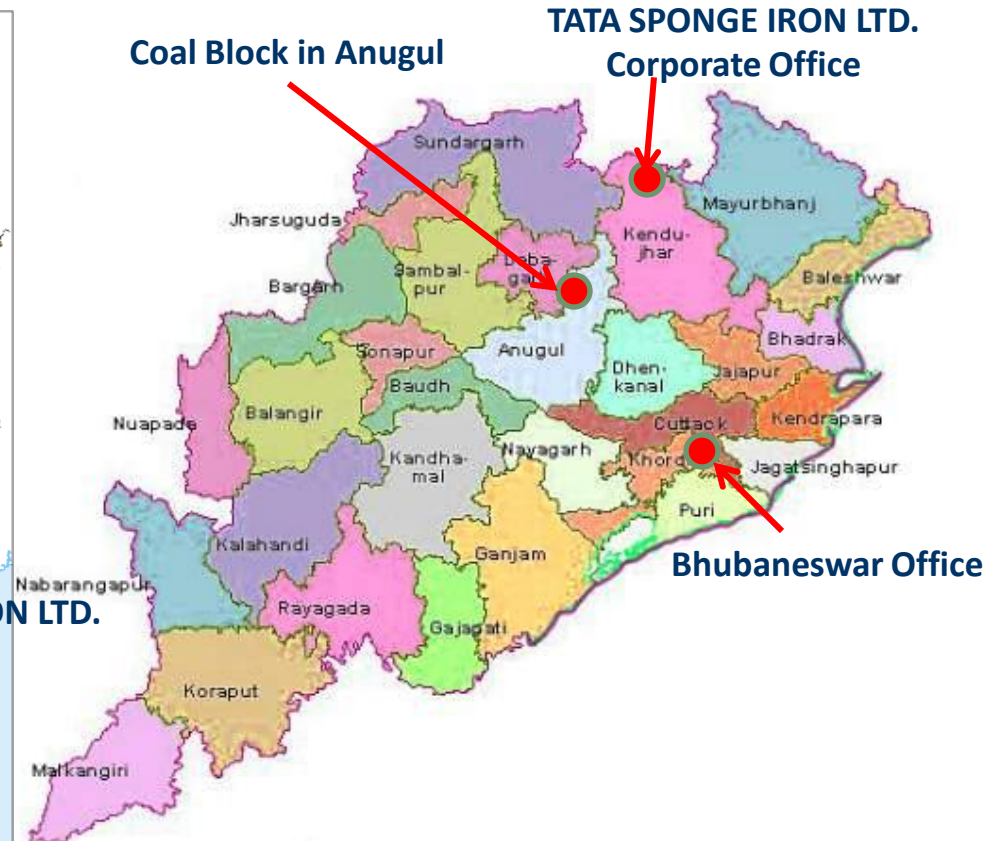 TATA SPONGE IRON LTD.
Corporate Office
Coal Block in Anugul
Sundargarh
Jharsuguda
Mayurbhanj
Kendu-
jhar
Sambal-
pur
Bargarh
Baleshwar
Bhadrak
Sonapur
Anugul
Dhen-
kanal
Jajapur
Baudh
Balangir
Nuapada
Cuttack
Kendrapara
Nayagarh
Kandha-
mal
Jagatsinghapur
Puri
Kalahandi
Ganjam
Bhubaneswar Office
Nabarangapur
ON LTD.
Rayagada
Gajapati
Koraput
Malkangiri